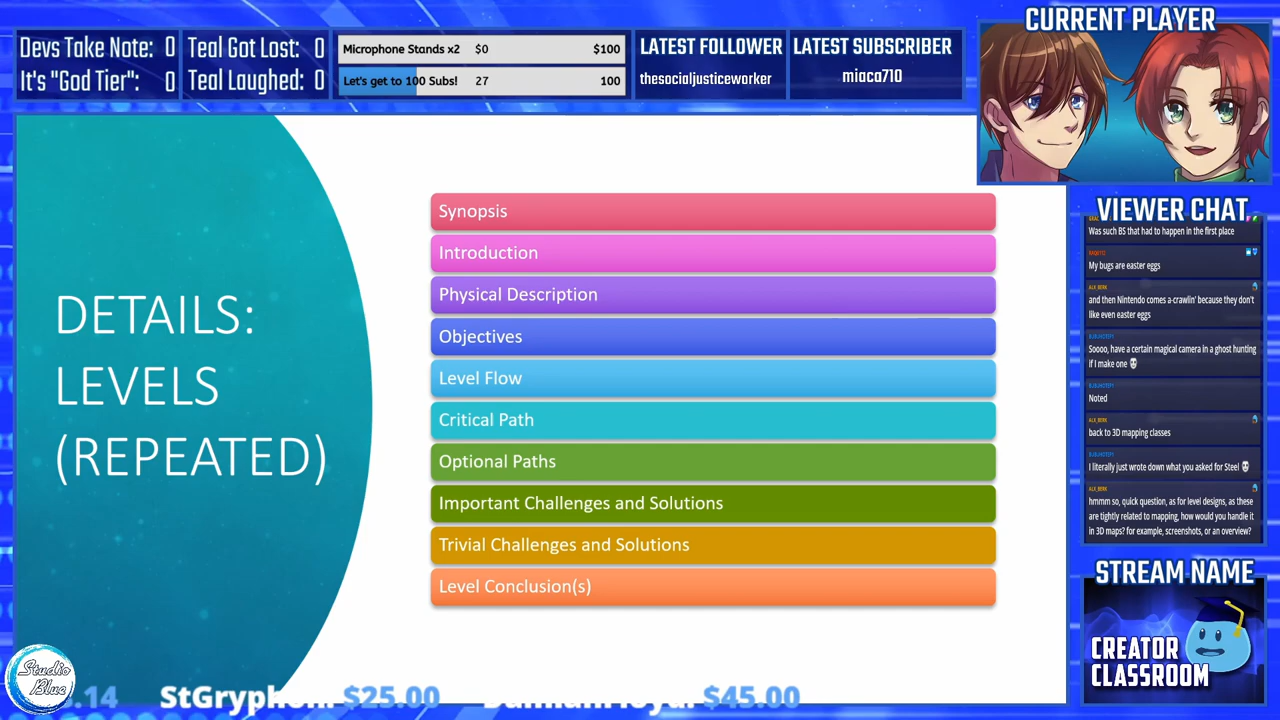 Devs Take Note: 0
It's "God Tier": 0
Teal Got Lost: 0
Teal Laughed: 0
Microphone Stands x2 $0 $100
Let's get to 100 Subs! 27 100
LATEST FOLLOWER
thesocialjusticeworker
LATEST SUBSCRIBER
miaca710
CURRENT PLAYER
DETAILS:
LEVELS
(REPEATED)
Synopsis
Introduction
Physical Description
Objectives
Level Flow
Critical Path
Optional Paths
Important Challenges and Solutions
Trivial Challenges and Solutions
Level Conclusion(s)
VIEWER CHAT
Was such BS that had to happen in the first place
My bugs are easter eggs
ALX_BERK
and then Nintendo comes a-crawlin' because they don't
like even easter eggs
Soooo, have a certain magical camera in a ghost hunting
if I make one
Noted
ALX_BERK
back to 3D mapping classes
I literally just wrote down what you asked for Steel
ALX_BERK
hmmm so, quick question, as for level designs, as these
are tightly related to mapping, how would you handle it
in 3D maps? for example, screenshots, or an overview?
STREAM NAME
CREATOR
CLASSROOM
Studio
Blue
.14 StGryphon: $25.00 $45.00